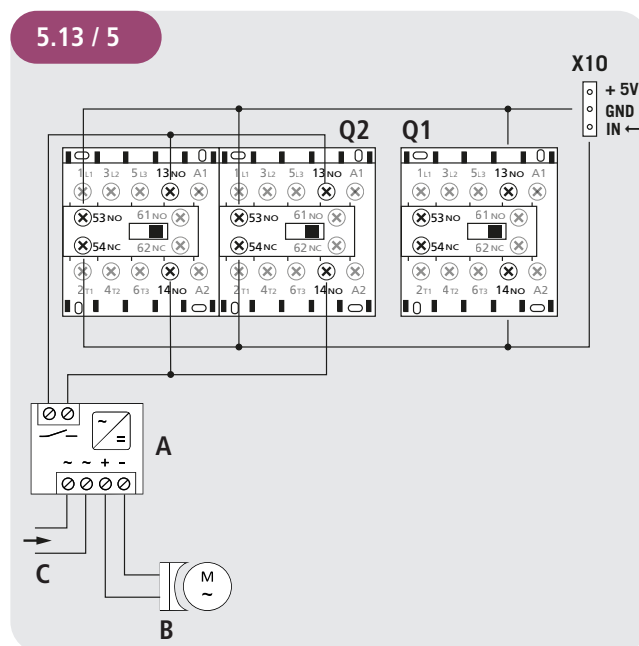 5.13 / 5
X10
+ 5V
GND
IN ←
Q2 Q1
1L1 3L2 5L3 13NO A1
1L1 3L2 5L3 13NO A1
1L1 3L2 5L3 13NO A1
53NO 61NO
53NO 61NO
53NO 61NO
54NC 62NC
54NC 62NC
54NC 62NC
2T1 4T2 6T3 14NO A2
2T1 4T2 6T3 14NO A2
2T1 4T2 6T3 14NO A2
A
~
=
~ ~ + -
C
M
~
B